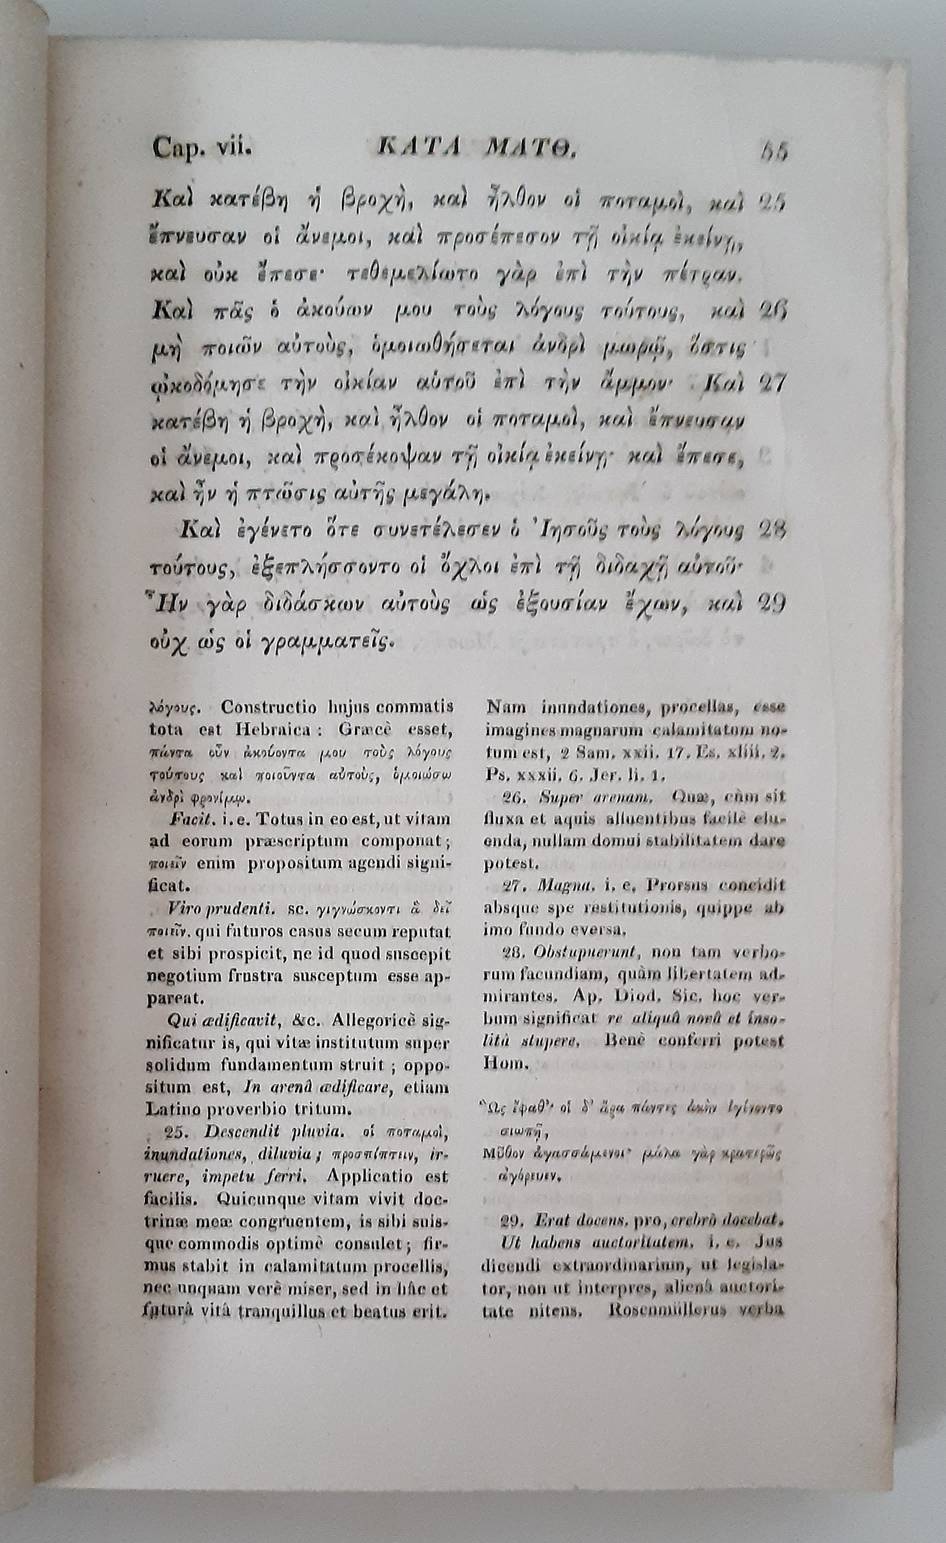 Cap. vii. ΚΑΤΑ ΜΑΤΘ. 55
Καὶ κατέβη ἡ βροχὴ, καὶ ἦλθον οἱ ποταμοὶ, καὶ 25
ἔπνευσαν οἱ ἄνεμοι, καὶ προσέπεσον τῇ οἰκίᾳ ἐκείνῃ,
καὶ οὐκ ἔπεσε· τεθεμελίωτο γὰρ ἐπὶ τὴν πέτραν.
Καὶ πᾶς ὁ ἀκούων μου τοὺς λόγους τούτους, καὶ 26
μὴ ποιῶν αὐτοὺς, ὁμοιωθήσεται ἀνδρὶ μωρῷ, ὅστις
ᾠκοδόμησε τὴν οἰκίαν αὑτοῦ ἐπὶ τὴν ἄμμον· Καὶ 27
κατέβη ἡ βροχὴ, καὶ ἦλθον οἱ ποταμοὶ, καὶ ἔπνευσαν
οἱ ἄνεμοι, καὶ προσέκοψαν τῇ οἰκίᾳ ἐκείνῃ· καὶ ἔπεσε,
καὶ ἦν ἡ πτῶσις αὐτῆς μεγάλη.
Καὶ ἐγένετο ὅτε συνετέλεσεν ὁ Ἰησοῦς τοὺς λόγους 28
τούτους, ἐξεπλήσσοντο οἱ ὄχλοι ἐπὶ τῇ διδαχῇ αὐτοῦ·
Ἦν γὰρ διδάσκων αὐτοὺς ὡς ἐξουσίαν ἔχων, καὶ 29
οὐχ ὡς οἱ γραμματεῖς.
λόγους. Constructio hujus commatis
tota est Hebraica : Græcè esset,
πάντα οὖν ἀκούοντα μου τοὺς λόγους
τούτους καὶ ποιοῦντα αὐτοὺς, ὁμοιώσω
ἀνδρὶ φρονίμῳ.
Facit. i. e. Totus in eo est, ut vitam
ad eorum præscriptum componat ;
ποιεῖν enim propositum agendi signi-
ficat.
Viro prudenti. sc. γιγνώσκοντι ἃ δεῖ
ποιεῖν. qui futuros casus secum reputat
et sibi prospicit, ne id quod suscepit
negotium frustra susceptum esse ap-
pareat.
Qui ædificavit, &c. Allegoricè sig-
nificatur is, qui vitæ institutum super
solidum fundamentum struit ; oppo-
situm est, In arenâ ædificare, etiam
Latino proverbio tritum.
25. Descendit pluvia. οἱ ποταμοὶ,
inundationes, diluvia ; προσπίπτειν, ir-
ruere, impetu ferri. Applicatio est
facilis. Quicunque vitam vivit doc-
trinæ meæ congruentem, is sibi suis-
que commodis optimè consulet ; fir-
mus stabit in calamitatum procellis,
nec unquam verè miser, sed in hâc et
futurâ vitâ tranquillus et beatus erit.
Nam inundationes, procellas, esse
imagines magnarum calamitatum no-
tum est, 2 Sam. xxii. 17. Es. xliii. 2.
Ps. xxxii. 6. Jer. li. 1.
26. Super arenam. Quæ, cùm sit
fluxa et aquis alluentibus facilè elu-
enda, nullam domui stabilitatem dare
potest.
27. Magna. i. e. Prorsus concidit
absque spe restitutionis, quippe ab
imo fundo eversa.
28. Obstupuerunt, non tam verbo-
rum facundiam, quàm libertatem ad-
mirantes. Ap. Diod. Sic. hoc ver-
bum significat re aliquâ novâ et inso-
litâ stupere. Benè conferri potest
Hom.
Ὣς ἔφαθ'· οἱ δ' ἄρα πάντες ἀκὴν ἐγένοντο
σιωπῇ,
Μῦθον ἀγασσάμενοι· μάλα γὰρ κρατερῶς
ἀγόρευεν.
29. Erat docens. pro, crebrò docebat.
Ut habens auctoritatem. i. e. Jus
dicendi extraordinarium, ut legisla-
tor, non ut interpres, alienâ auctori-
tate nitens. Rosenmüllerus verba